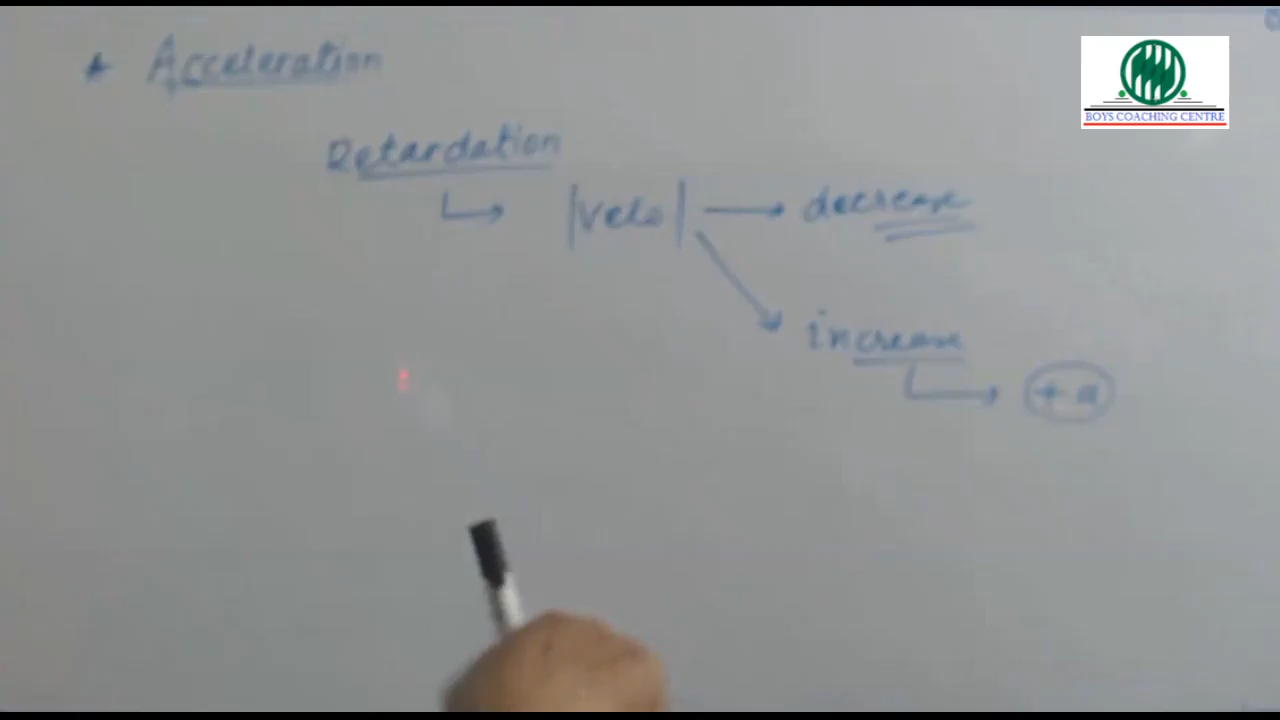 Acceleration
BOYS COACHING CENTRE
Retardation
|Velo| → decrease
increase
+ a